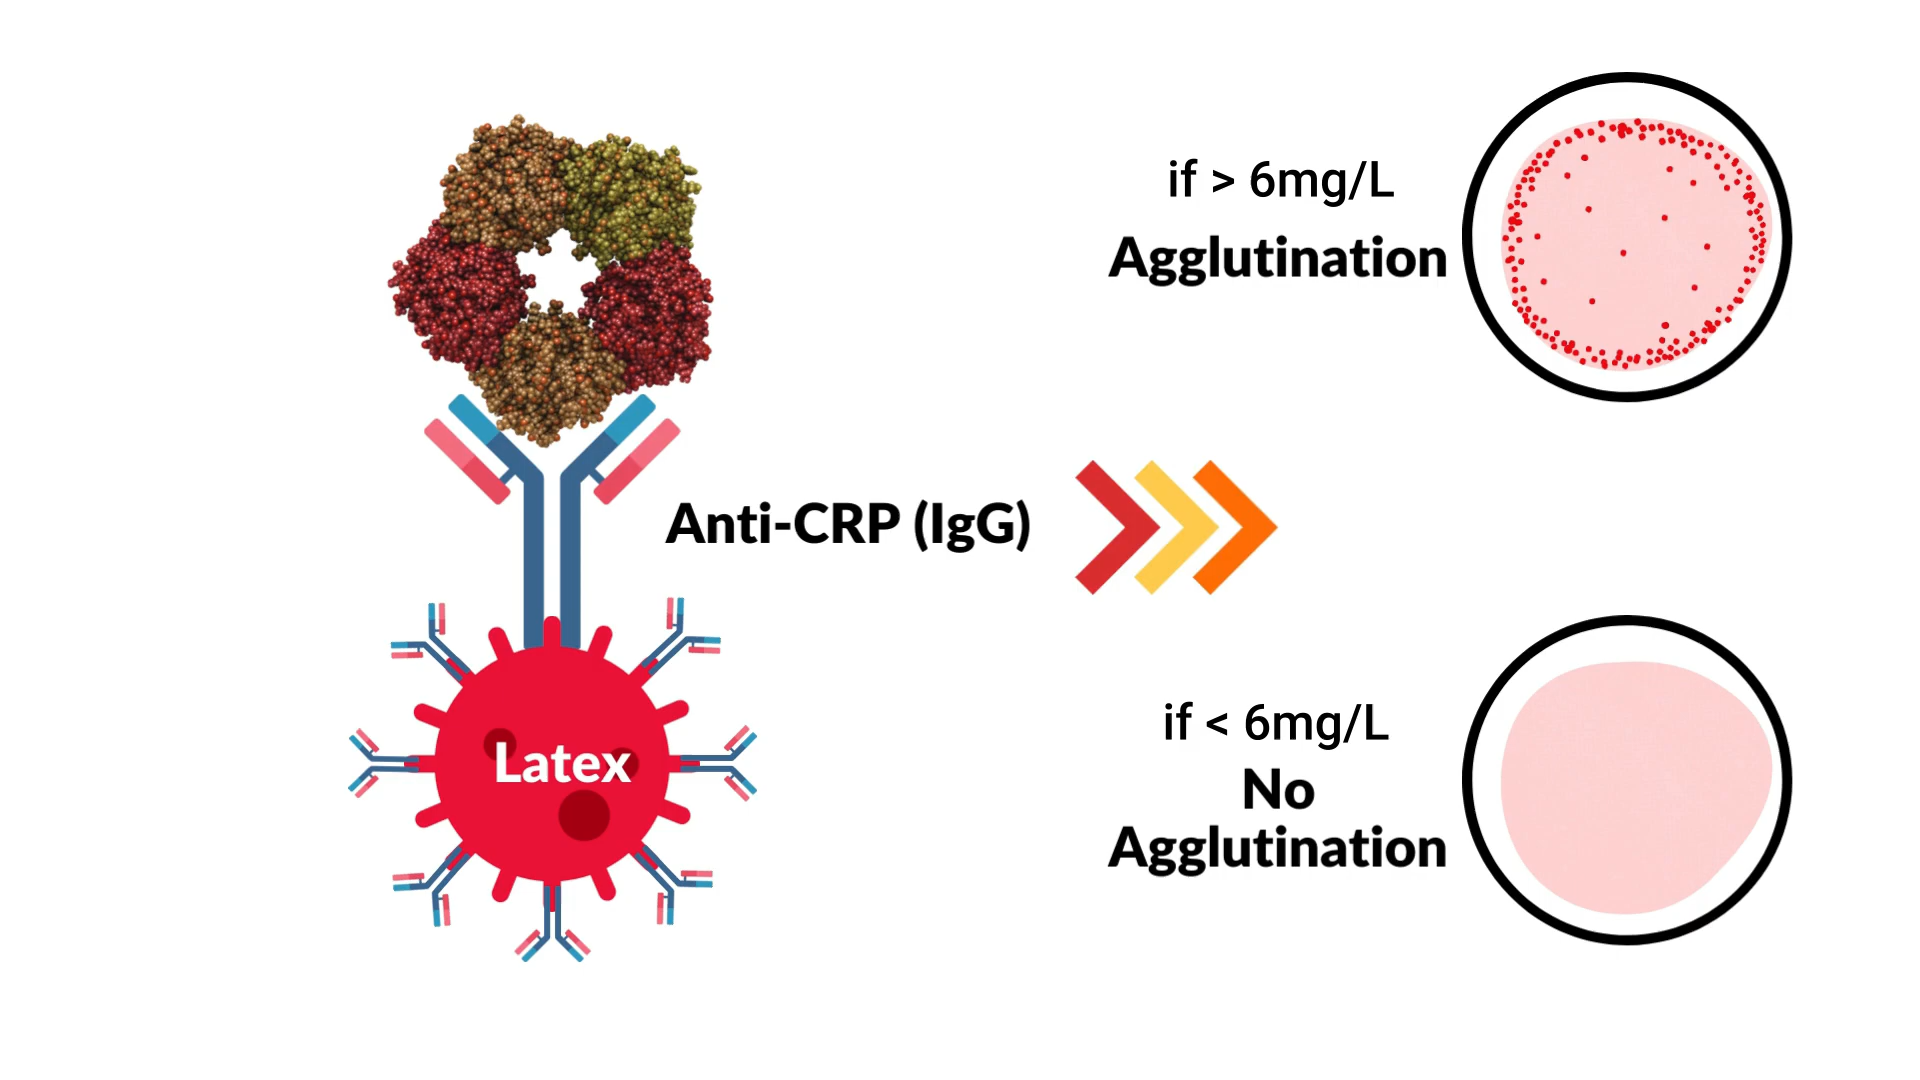 if > 6mg/L
Agglutination
Anti-CRP (IgG)
Latex
if < 6mg/L
No
Agglutination